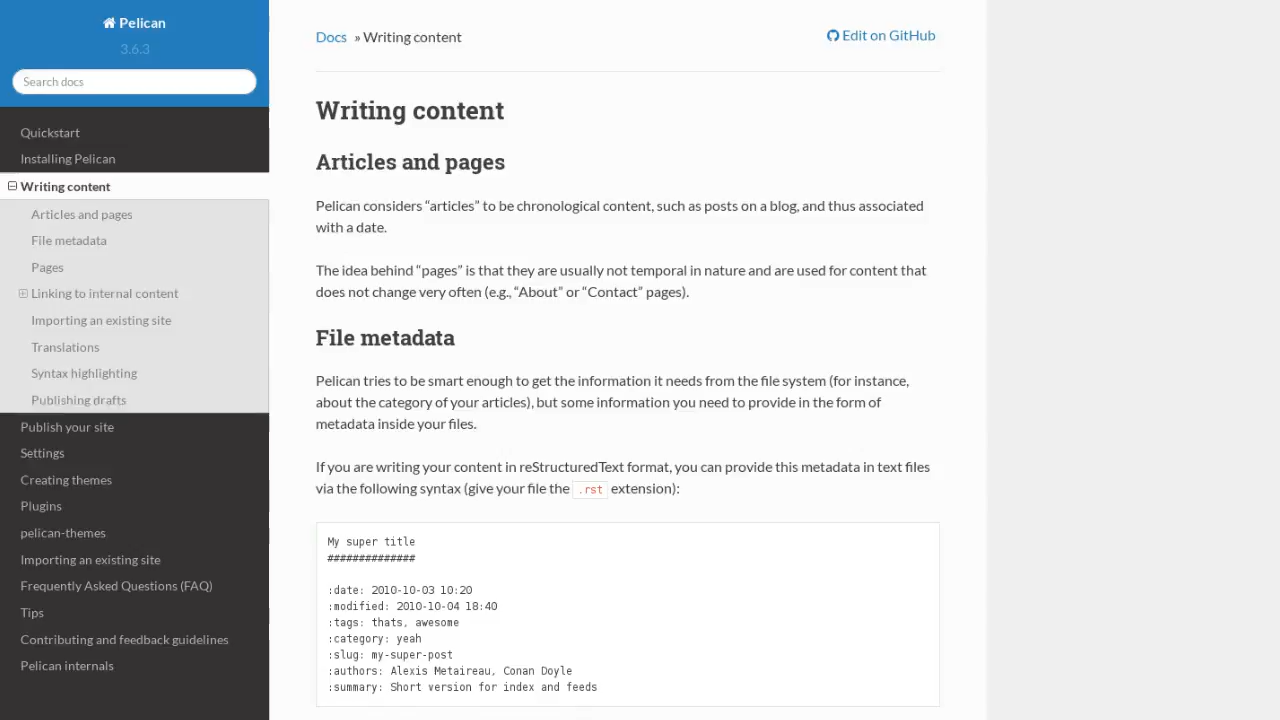 Pelican
3.6.3
Search docs
Quickstart
Installing Pelican
Writing content
Articles and pages
File metadata
Pages
Linking to internal content
Importing an existing site
Translations
Syntax highlighting
Publishing drafts
Publish your site
Settings
Creating themes
Plugins
pelican-themes
Importing an existing site
Frequently Asked Questions (FAQ)
Tips
Contributing and feedback guidelines
Pelican internals
Docs » Writing content
Edit on GitHub
Writing content
Articles and pages
Pelican considers “articles” to be chronological content, such as posts on a blog, and thus associated
with a date.
The idea behind “pages” is that they are usually not temporal in nature and are used for content that
does not change very often (e.g., “About” or “Contact” pages).
File metadata
Pelican tries to be smart enough to get the information it needs from the file system (for instance,
about the category of your articles), but some information you need to provide in the form of
metadata inside your files.
If you are writing your content in reStructuredText format, you can provide this metadata in text files
via the following syntax (give your file the .rst extension):
My super title
##############
:date: 2010-10-03 10:20
:modified: 2010-10-04 18:40
:tags: thats, awesome
:category: yeah
:slug: my-super-post
:authors: Alexis Metaireau, Conan Doyle
:summary: Short version for index and feeds